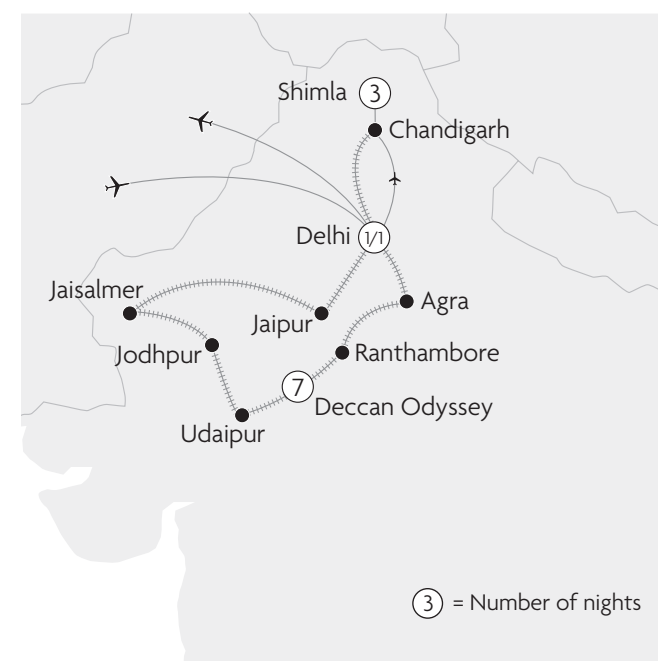 Shimla 3
Chandigarh
Delhi 1/1
Jaisalmer
Agra
Jaipur
Jodhpur
Ranthambore
7
Deccan Odyssey
Udaipur
3 = Number of nights